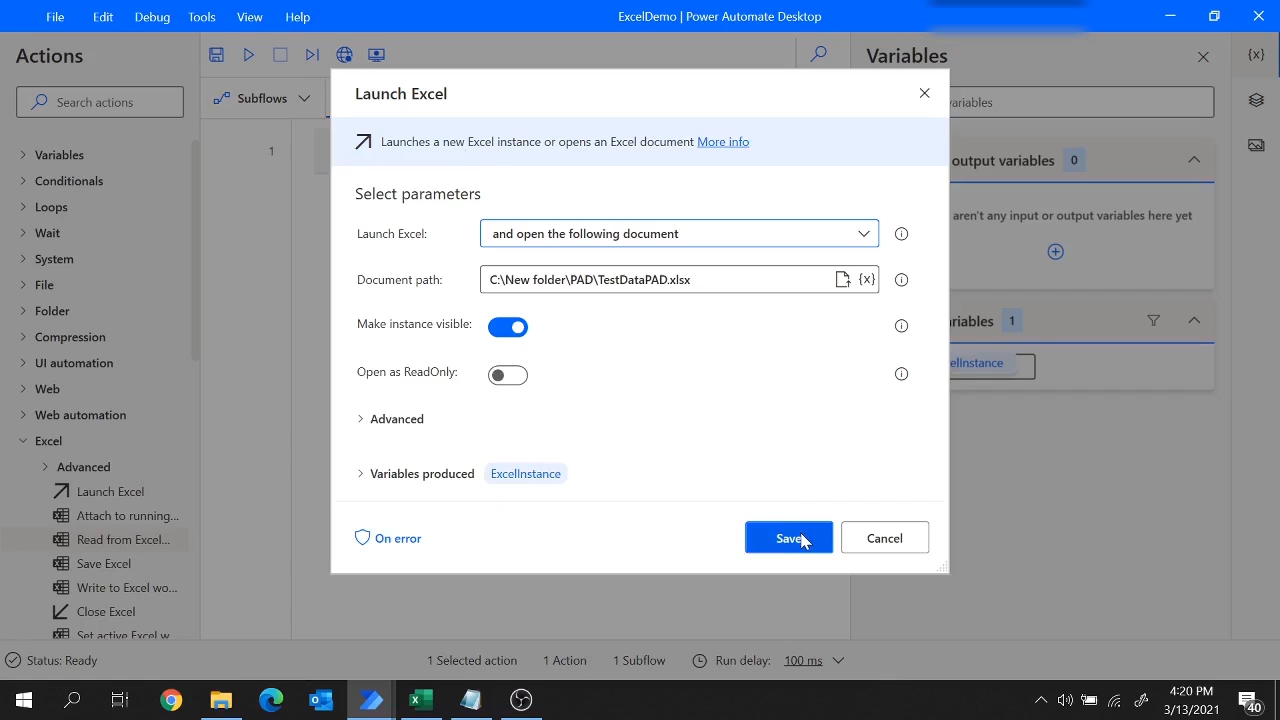 File Edit Debug Tools View Help ExcelDemo | Power Automate Desktop
Actions
Search actions
Variables
Conditionals
Loops
Wait
System
File
Folder
Compression
UI automation
Web
Web automation
Excel
Advanced
Launch Excel
Attach to running...
Read from Excel...
Save Excel
Write to Excel wo...
Close Excel
Set active Excel w
Subflows
1
Launch Excel
Launches a new Excel instance or opens an Excel document More info
Select parameters
Launch Excel: and open the following document
Document path: C:\New folder\PAD\TestDataPAD.xlsx {x}
Make instance visible:
Open as ReadOnly:
Advanced
Variables produced ExcelInstance
On error Save Cancel
Variables {x}
variables
output variables 0
aren't any input or output variables here yet
riables 1
elInstance
Status: Ready 1 Selected action 1 Action 1 Subflow Run delay: 100 ms
4:20 PM
3/13/2021
40